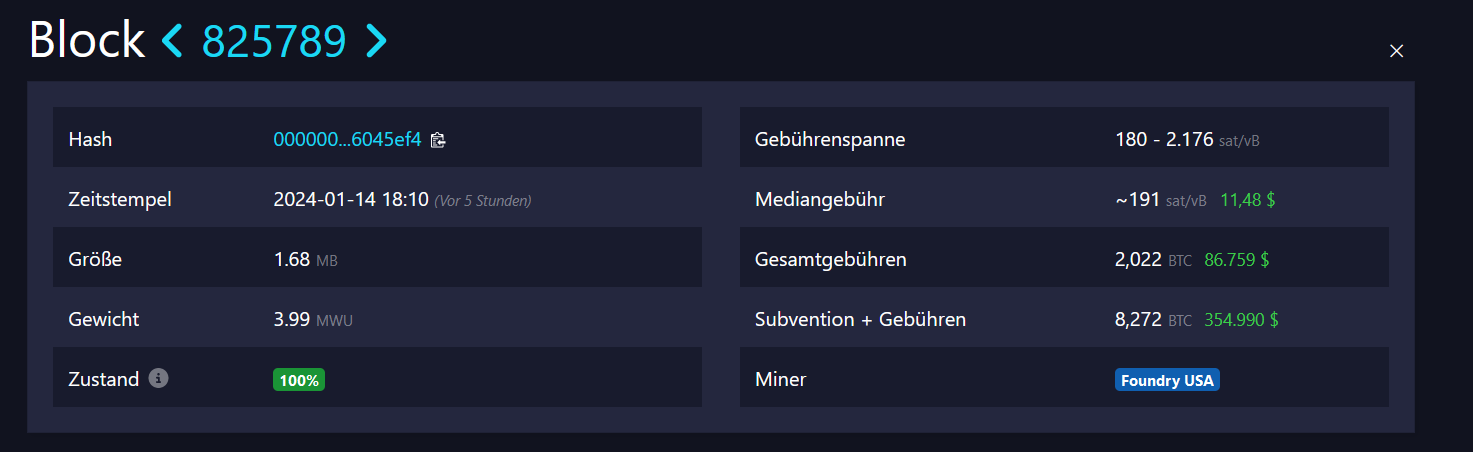 Block < 825789 >
Hash 000000...6045ef4
Zeitstempel 2024-01-14 18:10 (Vor 5 Stunden)
Größe 1.68 MB
Gewicht 3.99 MWU
Zustand 100%
Gebührenspanne 180 - 2.176 sat/vB
Mediangebühr ~191 sat/vB 11,48 $
Gesamtgebühren 2,022 BTC 86.759 $
Subvention + Gebühren 8,272 BTC 354.990 $
Miner Foundry USA